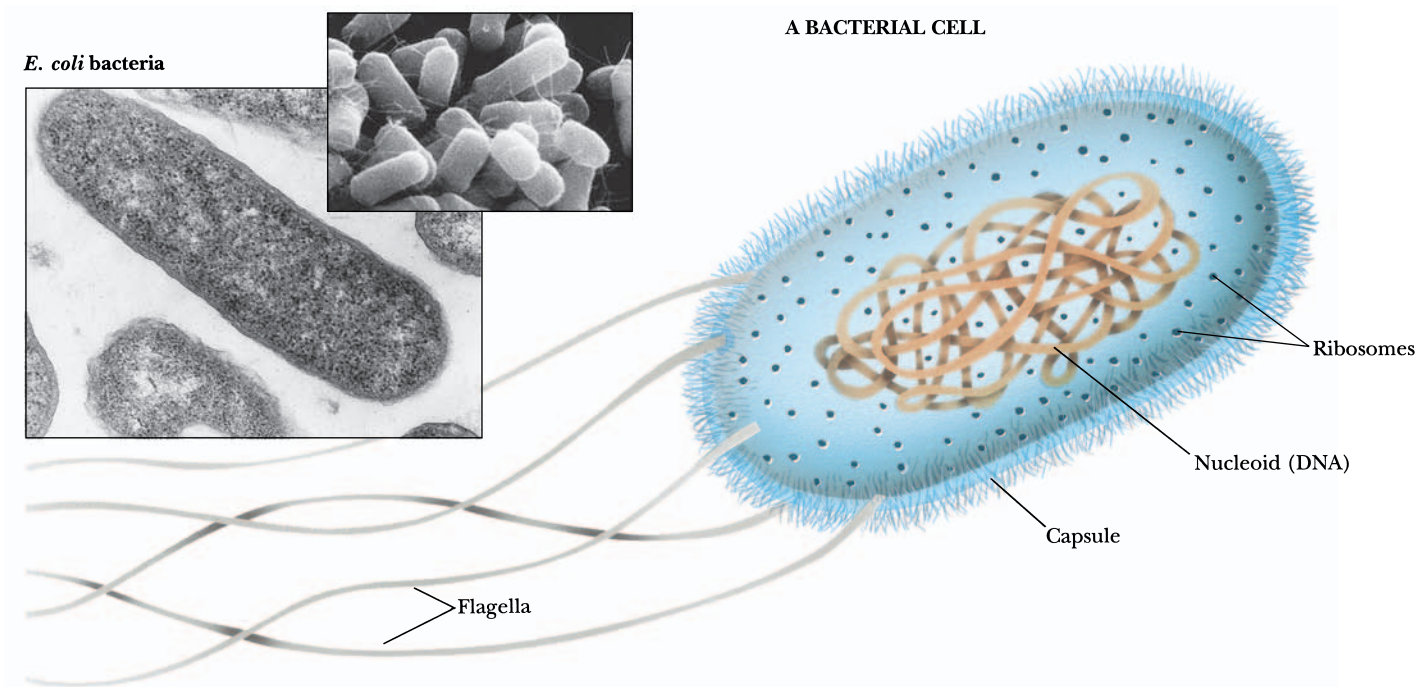 A BACTERIAL CELL
E. coli bacteria
Ribosomes
Nucleoid (DNA)
Capsule
Flagella